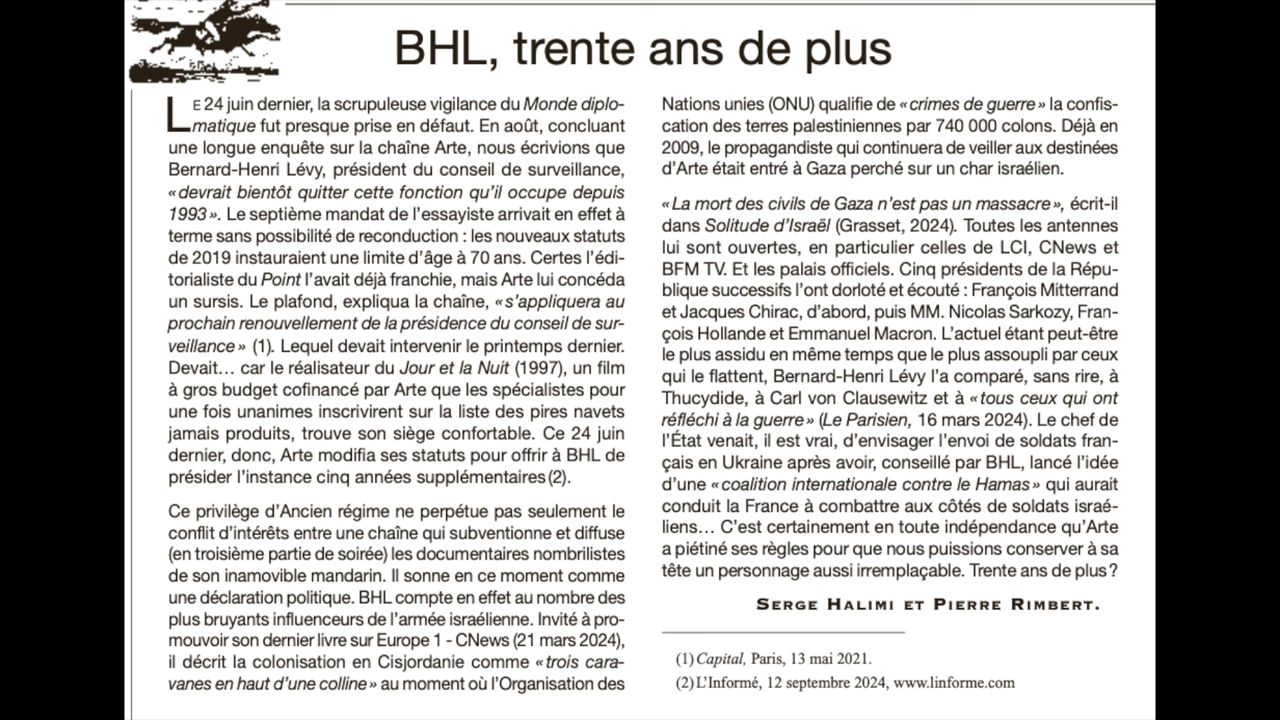 BHL, trente ans de plus
LE 24 juin dernier, la scrupuleuse vigilance du Monde diplo-
matique fut presque prise en défaut. En août, concluant
une longue enquête sur la chaîne Arte, nous écrivions que
Bernard-Henri Lévy, président du conseil de surveillance,
« devrait bientôt quitter cette fonction qu’il occupe depuis
1993 ». Le septième mandat de l’essayiste arrivait en effet à
terme sans possibilité de reconduction : les nouveaux statuts
de 2019 instauraient une limite d’âge à 70 ans. Certes l’édi-
torialiste du Point l’avait déjà franchie, mais Arte lui concéda
un sursis. Le plafond, expliqua la chaîne, « s’appliquera au
prochain renouvellement de la présidence du conseil de sur-
veillance » (1). Lequel devait intervenir le printemps dernier.
Devait… car le réalisateur du Jour et la Nuit (1997), un film
à gros budget cofinancé par Arte que les spécialistes pour
une fois unanimes inscrivirent sur la liste des pires navets
jamais produits, trouve son siège confortable. Ce 24 juin
dernier, donc, Arte modifia ses statuts pour offrir à BHL de
présider l’instance cinq années supplémentaires (2).
Ce privilège d’Ancien régime ne perpétue pas seulement le
conflit d’intérêts entre une chaîne qui subventionne et diffuse
(en troisième partie de soirée) les documentaires nombrilistes
de son inamovible mandarin. Il sonne en ce moment comme
une déclaration politique. BHL compte en effet au nombre des
plus bruyants influenceurs de l’armée israélienne. Invité à pro-
mouvoir son dernier livre sur Europe 1 - CNews (21 mars 2024),
il décrit la colonisation en Cisjordanie comme « trois cara-
vanes en haut d’une colline » au moment où l’Organisation des
Nations unies (ONU) qualifie de « crimes de guerre » la confis-
cation des terres palestiniennes par 740 000 colons. Déjà en
2009, le propagandiste qui continuera de veiller aux destinées
d’Arte était entré à Gaza perché sur un char israélien.
« La mort des civils de Gaza n’est pas un massacre », écrit-il
dans Solitude d’Israël (Grasset, 2024). Toutes les antennes
lui sont ouvertes, en particulier celles de LCI, CNews et
BFM TV. Et les palais officiels. Cinq présidents de la Répu-
blique successifs l’ont dorloté et écouté : François Mitterrand
et Jacques Chirac, d’abord, puis MM. Nicolas Sarkozy, Fran-
çois Hollande et Emmanuel Macron. L’actuel étant peut-être
le plus assidu en même temps que le plus assoupli par ceux
qui le flattent, Bernard-Henri Lévy l’a comparé, sans rire, à
Thucydide, à Carl von Clausewitz et à « tous ceux qui ont
réfléchi à la guerre » (Le Parisien, 16 mars 2024). Le chef de
l’État venait, il est vrai, d’envisager l’envoi de soldats fran-
çais en Ukraine après avoir, conseillé par BHL, lancé l’idée
d’une « coalition internationale contre le Hamas » qui aurait
conduit la France à combattre aux côtés de soldats israé-
liens… C’est certainement en toute indépendance qu’Arte
a piétiné ses règles pour que nous puissions conserver à sa
tête un personnage aussi irremplaçable. Trente ans de plus ?
SERGE HALIMI ET PIERRE RIMBERT.
(1) Capital, Paris, 13 mai 2021.
(2) L’Informé, 12 septembre 2024, www.linforme.com